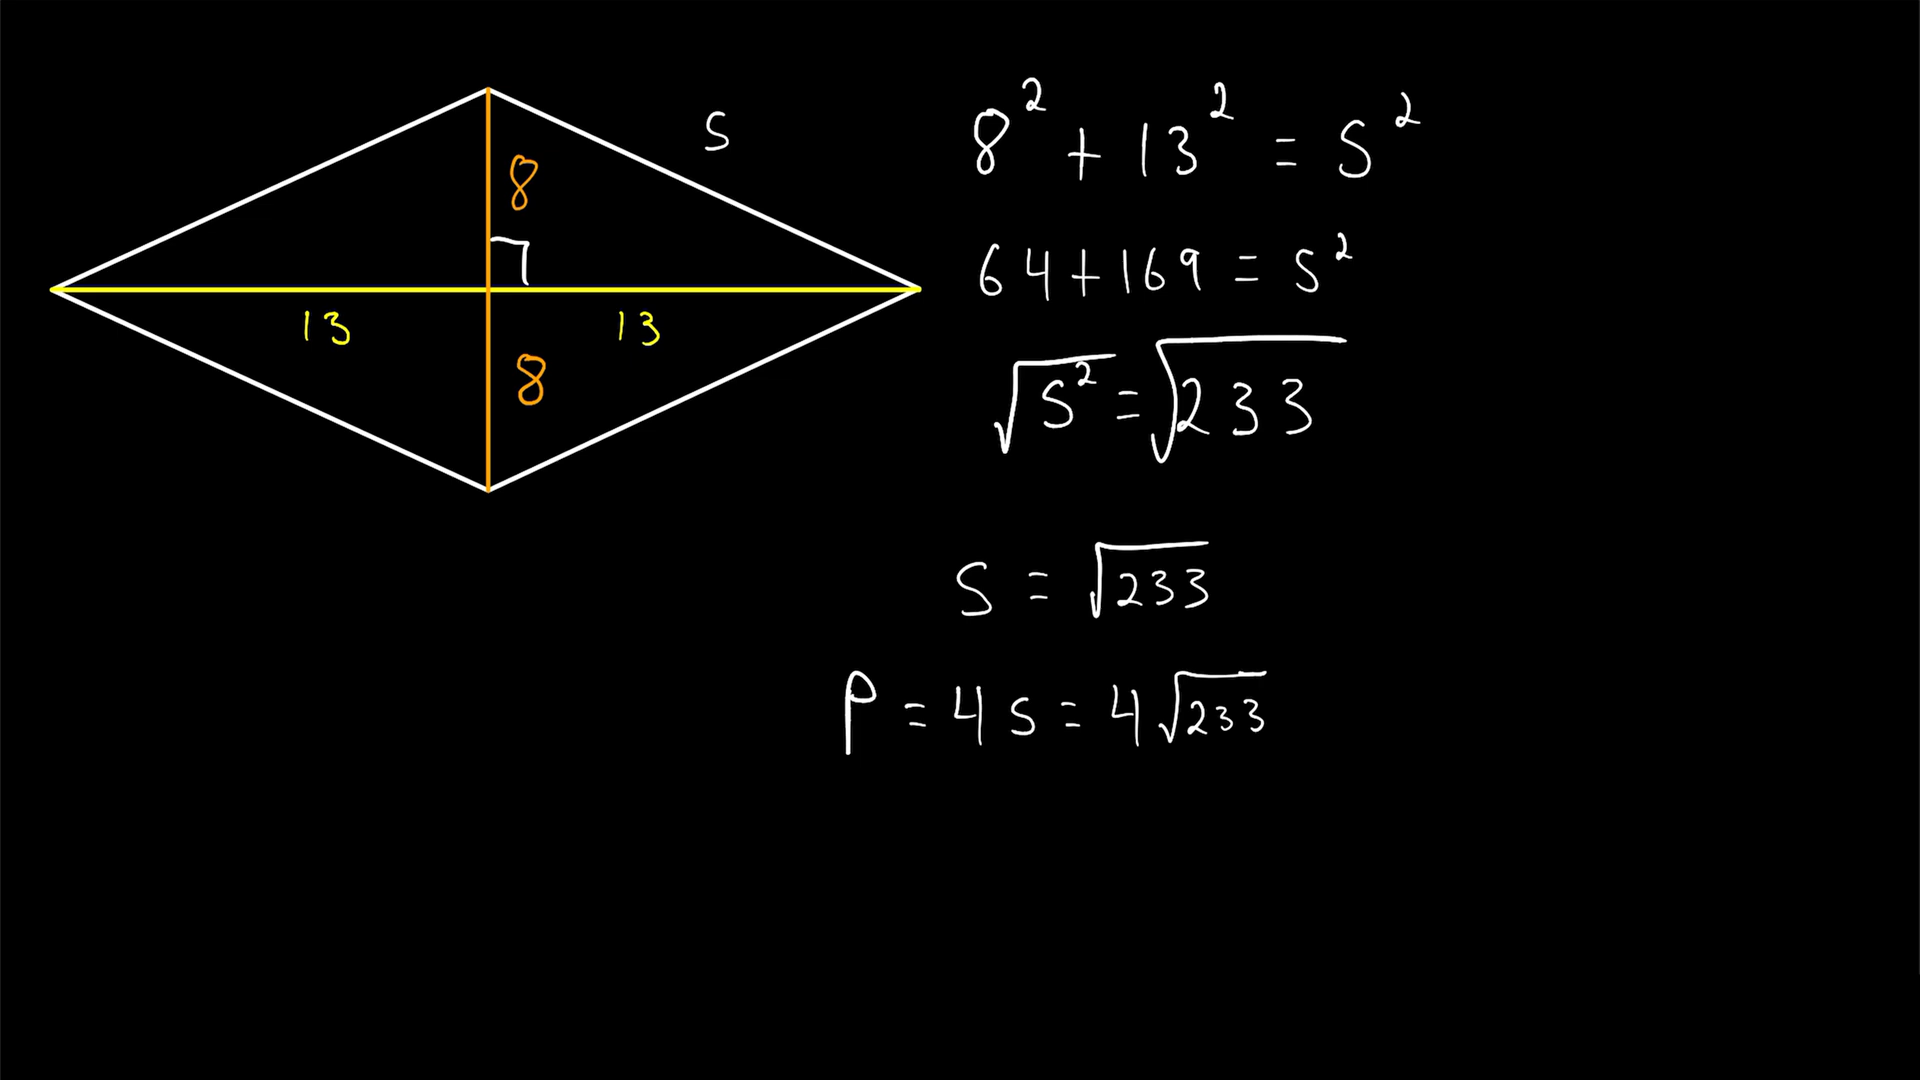 S
8
13 13
8
8² + 13² = S²
64 + 169 = S²
√S² = √233
S = √233
P = 4S = 4√233